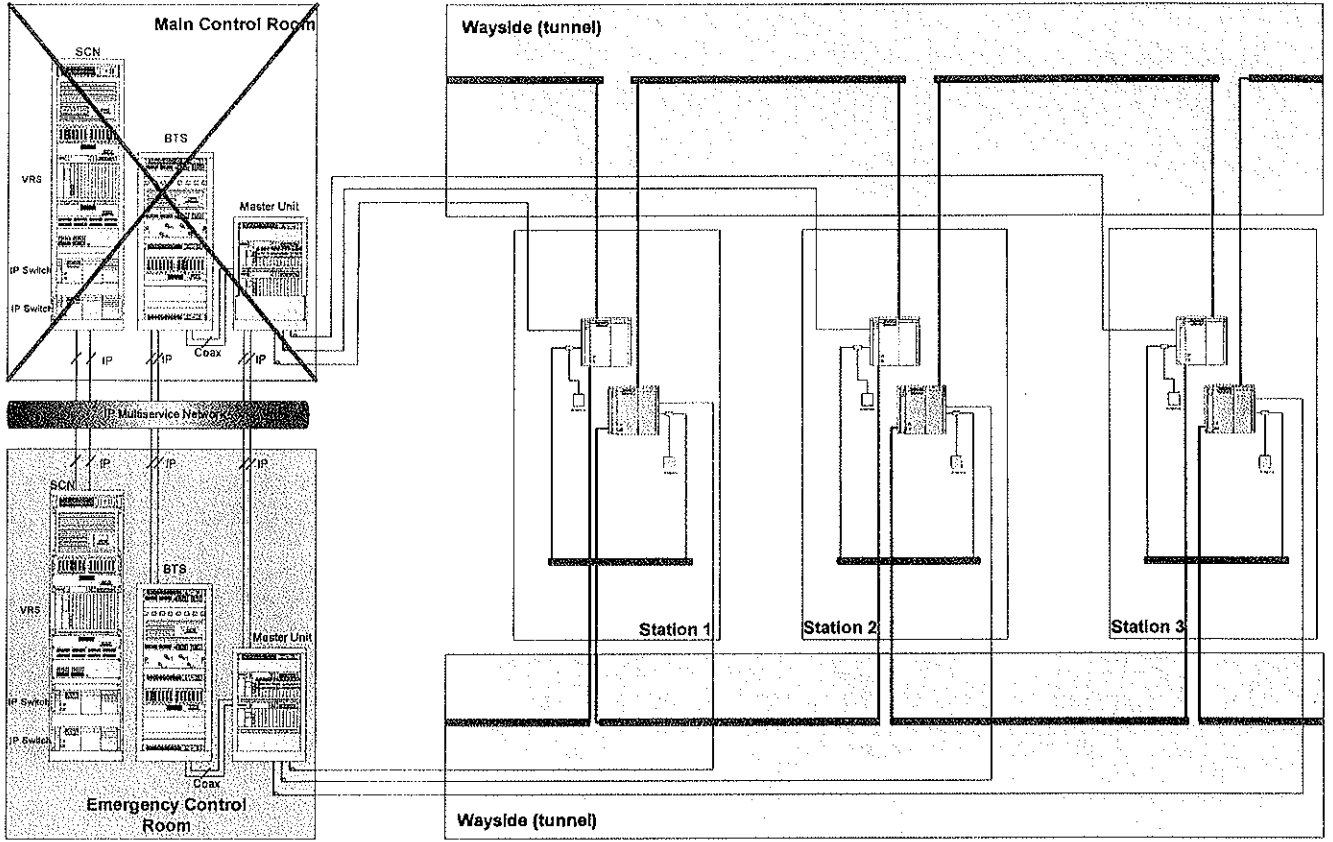 Main Control Room
SCN
BTS
VRS
Master Unit
IP Switch
IP Switch
IP
IP
Coax
IP
IP Multiservice Network
IP
IP
IP
SCN
BTS
VRS
Master Unit
IP Switch
IP Switch
Coax
Emergency Control
Room
Wayside (tunnel)
Station 1
Station 2
Station 3
Wayside (tunnel)